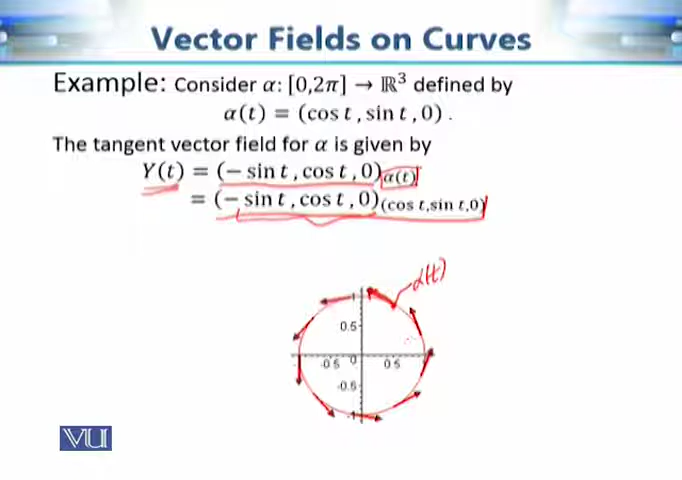 Vector Fields on Curves
Example: Consider α: [0,2π] → ℝ³ defined by
α(t) = (cos t , sin t , 0) .
The tangent vector field for α is given by
Y(t) = (− sin t , cos t , 0)α(t)
= (− sin t , cos t , 0)(cos t,sin t,0)
α(t)
1
0.5
-0.5 0 0.5
-0.5
-1
VU